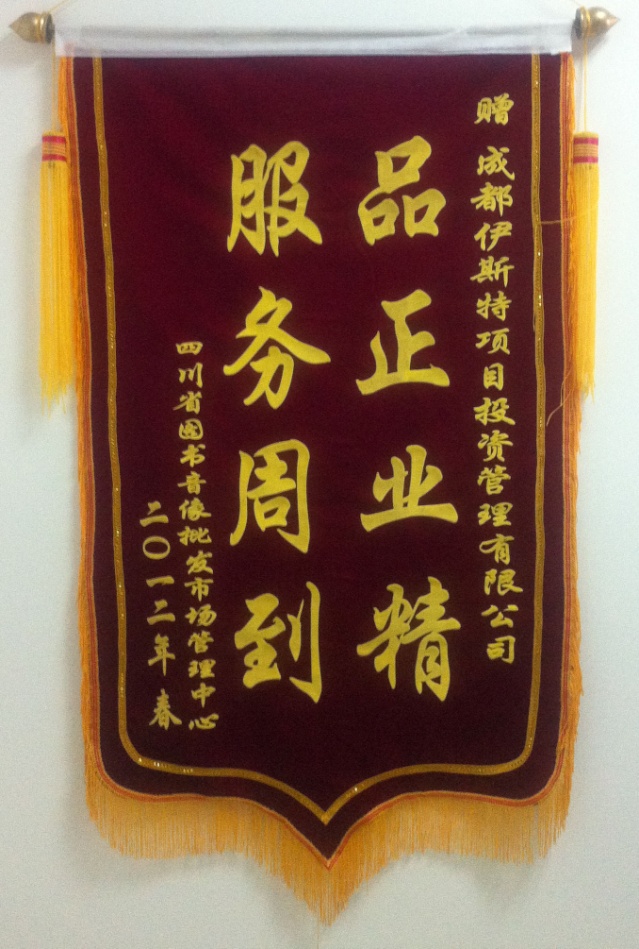 赠 成都伊斯特项目投资管理有限公司
品正业精
服务周到
四川省图书音像批发市场管理中心
二〇一二年 春